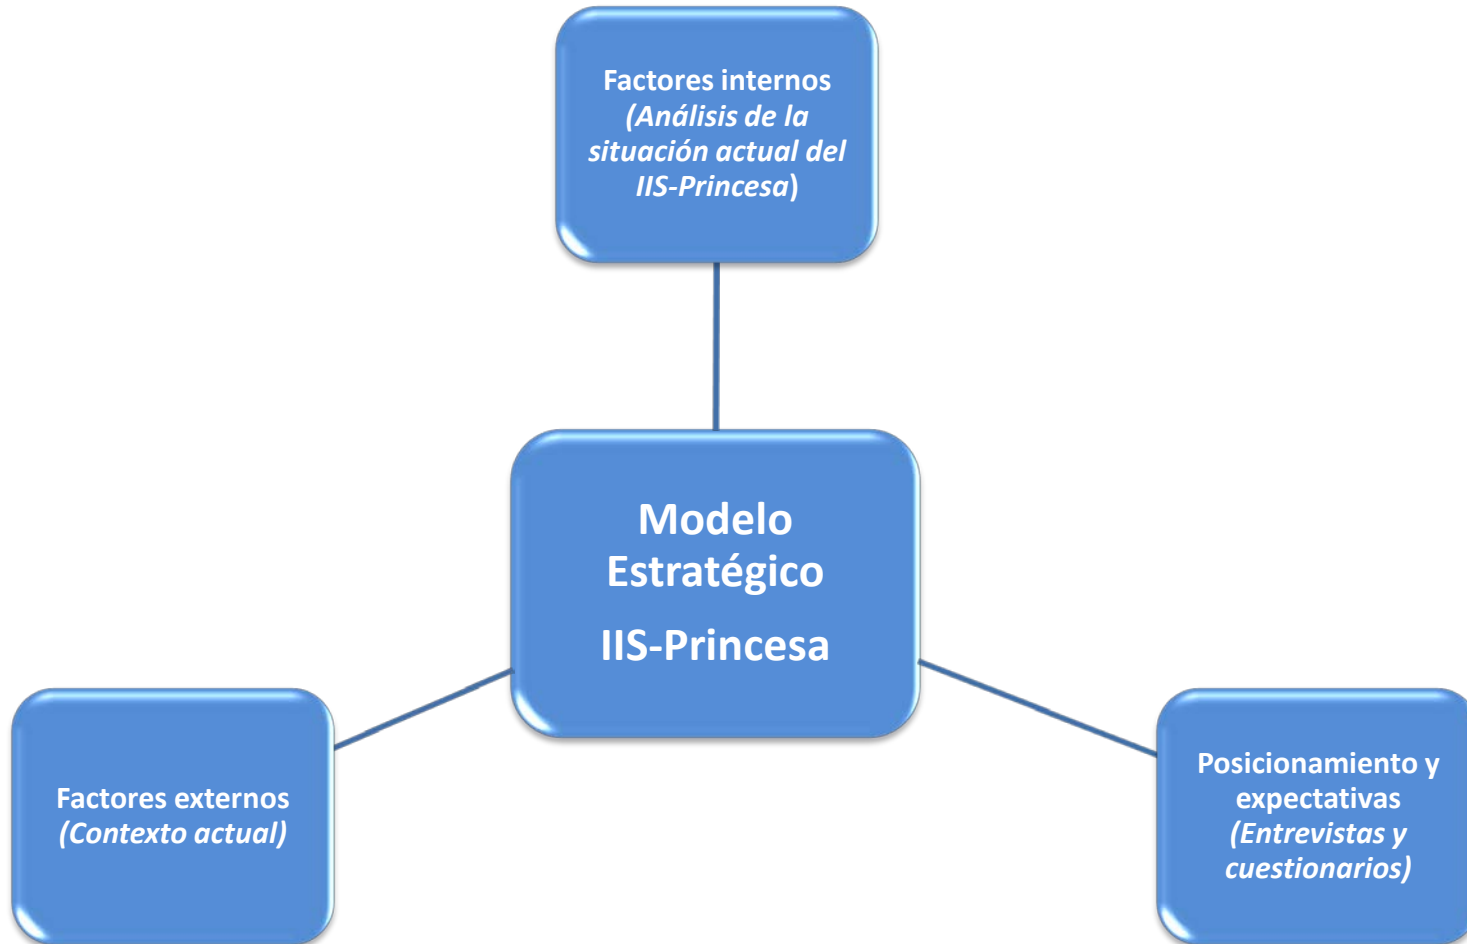 Factores internos
(Análisis de la
situación actual del
IIS-Princesa)
Modelo
Estratégico
IIS-Princesa
Factores externos
(Contexto actual)
Posicionamiento y
expectativas
(Entrevistas y
cuestionarios)